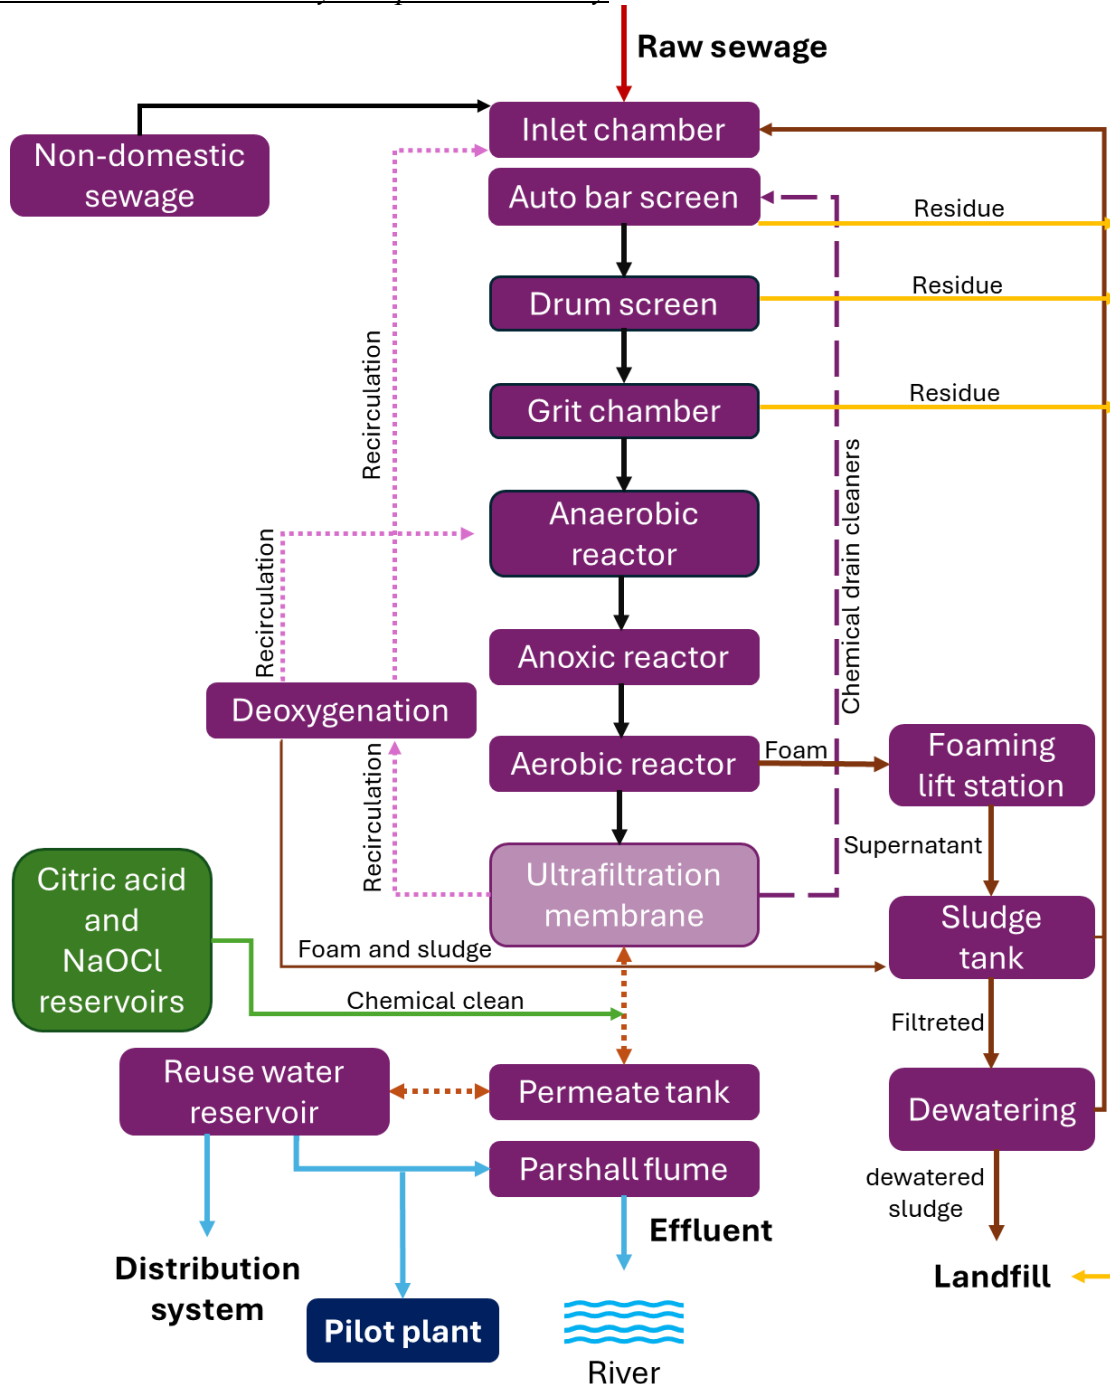 Raw sewage
Inlet chamber
Non-domestic
sewage
Auto bar screen
Residue
Drum screen
Residue
Grit chamber
Residue
Recirculation
Chemical drain cleaners
Anaerobic
reactor
Recirculation
Anoxic reactor
Deoxygenation
Aerobic reactor
Foam
Foaming
lift station
Recirculation
Supernatant
Ultrafiltration
membrane
Citric acid
and
NaOCl
reservoirs
Sludge
tank
Foam and sludge
Chemical clean
Filtreted
Reuse water
reservoir
Permeate tank
Dewatering
Parshall flume
dewatered
sludge
Effluent
Distribution
system
Landfill
Pilot plant
River